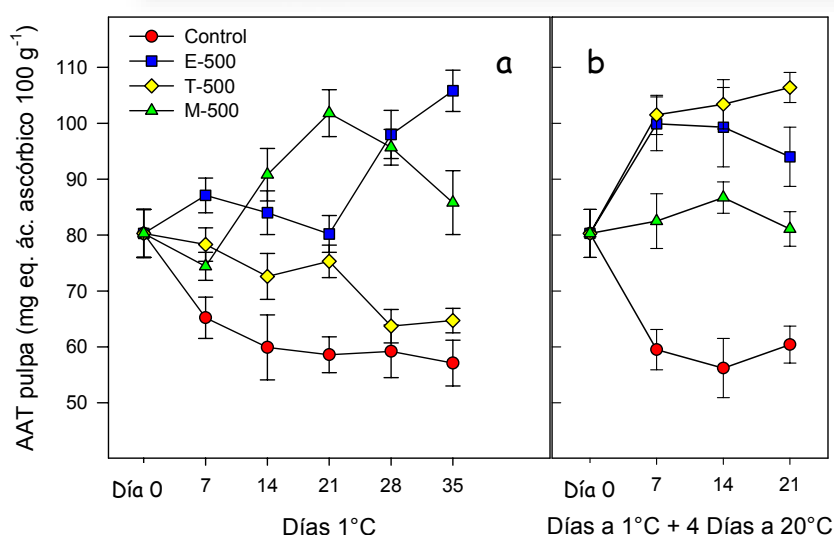 Control
E-500
T-500
M-500
a
b
110
100
90
80
70
60
50
AAT pulpa (mg eq. ác. ascórbico 100 g⁻¹)
Día 0 7 14 21 28 35
Día 0 7 14 21
Días 1°C
Días a 1°C + 4 Días a 20°C